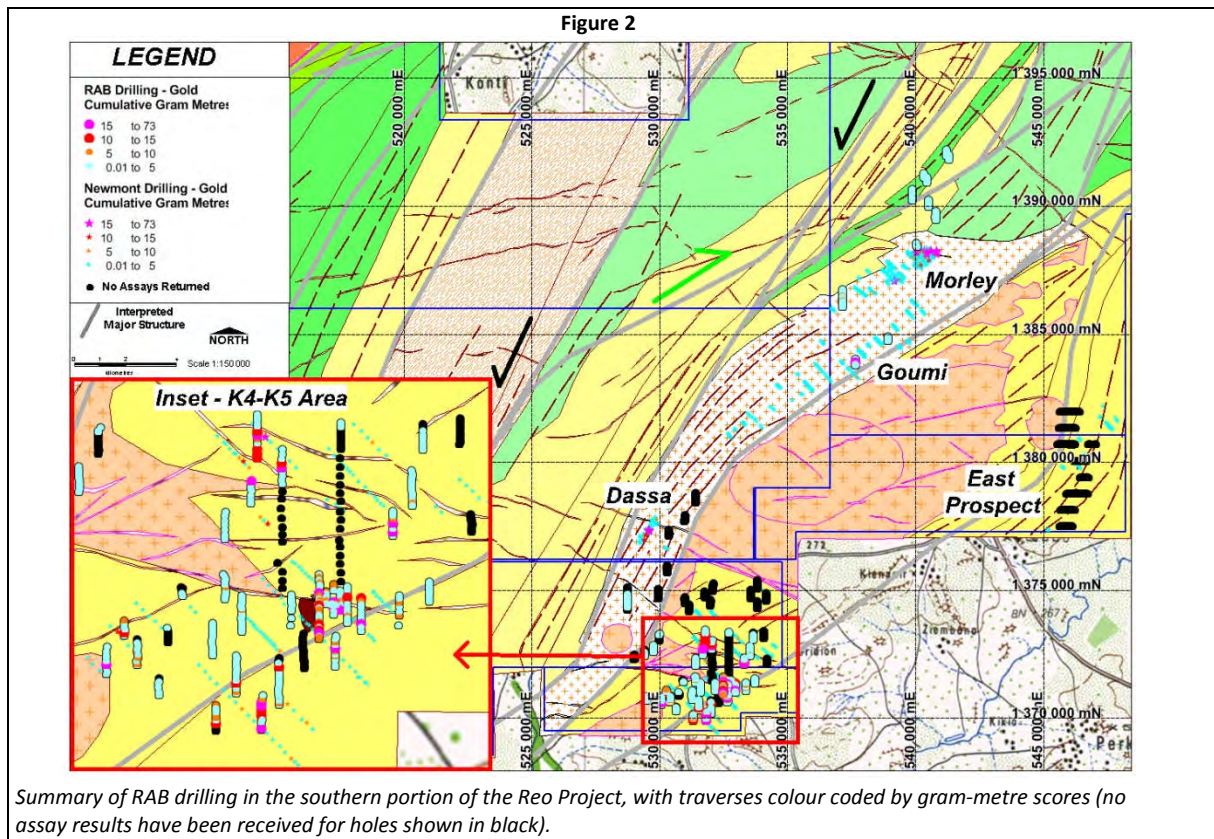 Figure 2
LEGEND
RAB Drilling - Gold
Cumulative Gram Metres
15 to 73
10 to 15
5 to 10
0.01 to 5
Newmont Drilling - Gold
Cumulative Gram Metres
15 to 73
10 to 15
5 to 10
0.01 to 5
No Assays Returned
Interpreted
Major Structure
NORTH
Scale 1:150 000
kilometer
Konti
520 000 mE
525 000 mE
530 000 mE
535 000 mE
540 000 mE
545 000 mE
1 395 000 mN
1 390 000 mN
Morley
1 385 000 mN
Goumi
Inset - K4-K5 Area
1 380 000 mN
East
Prospect
Dassa
272
1 375 000 mN
BN 267
Ziembono
1 370 000 mN
Kikio
Perk
525 000 mE
530 000 mE
535 000 mE
540 000 mE
545 000 mE
Summary of RAB drilling in the southern portion of the Reo Project, with traverses colour coded by gram-metre scores (no
assay results have been received for holes shown in black).